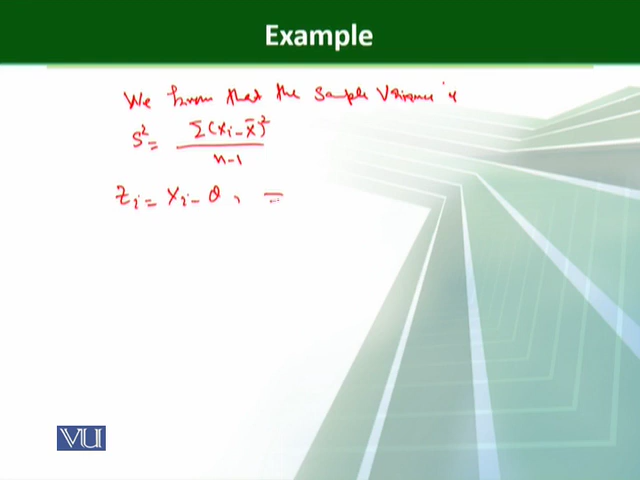 Example
We know that the Sample Variance is
S² = Σ(xᵢ - x̄)² / n-1
Zᵢ = Xᵢ - θ , =
VU